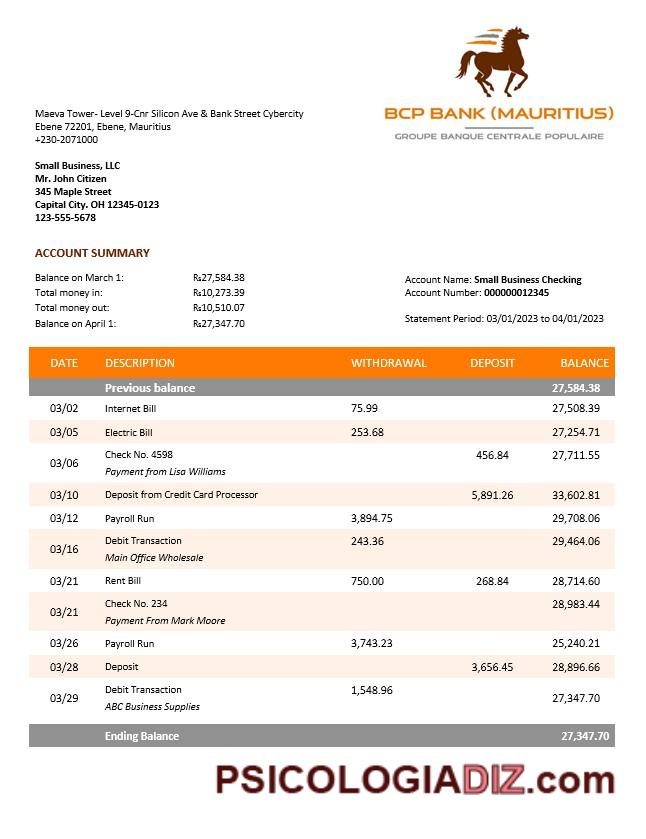 BCP BANK (MAURITIUS)
GROUPE BANQUE CENTRALE POPULAIRE
Maeva Tower- Level 9-Cnr Silicon Ave & Bank Street Cybercity
Ebene 72201, Ebene, Mauritius
+230-2071000
Small Business, LLC
Mr. John Citizen
345 Maple Street
Capital City. OH 12345-0123
123-555-5678
ACCOUNT SUMMARY
Balance on March 1: ₨27,584.38
Total money in: ₨10,273.39
Total money out: ₨10,510.07
Balance on April 1: ₨27,347.70
Account Name: Small Business Checking
Account Number: 000000012345
Statement Period: 03/01/2023 to 04/01/2023
DATE DESCRIPTION WITHDRAWAL DEPOSIT BALANCE
Previous balance 27,584.38
03/02 Internet Bill 75.99 27,508.39
03/05 Electric Bill 253.68 27,254.71
03/06 Check No. 4598 456.84 27,711.55
Payment from Lisa Williams
03/10 Deposit from Credit Card Processor 5,891.26 33,602.81
03/12 Payroll Run 3,894.75 29,708.06
03/16 Debit Transaction 243.36 29,464.06
Main Office Wholesale
03/21 Rent Bill 750.00 268.84 28,714.60
03/21 Check No. 234 28,983.44
Payment From Mark Moore
03/26 Payroll Run 3,743.23 25,240.21
03/28 Deposit 3,656.45 28,896.66
03/29 Debit Transaction 1,548.96 27,347.70
ABC Business Supplies
Ending Balance 27,347.70
PSICOLOGIADIZ.com